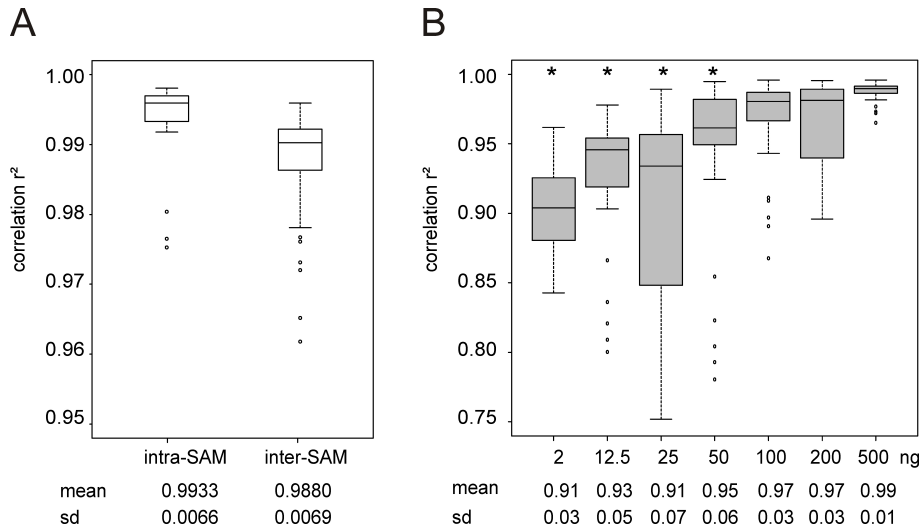 A
B
correlation r²
1.00
0.99
0.98
0.97
0.96
0.95
intra-SAM inter-SAM
mean 0.9933 0.9880
sd 0.0066 0.0069
correlation r²
1.00
0.95
0.90
0.85
0.80
0.75
* * * *
2 12.5 25 50 100 200 500 ng
mean 0.91 0.93 0.91 0.95 0.97 0.97 0.99
sd 0.03 0.05 0.07 0.06 0.03 0.03 0.01